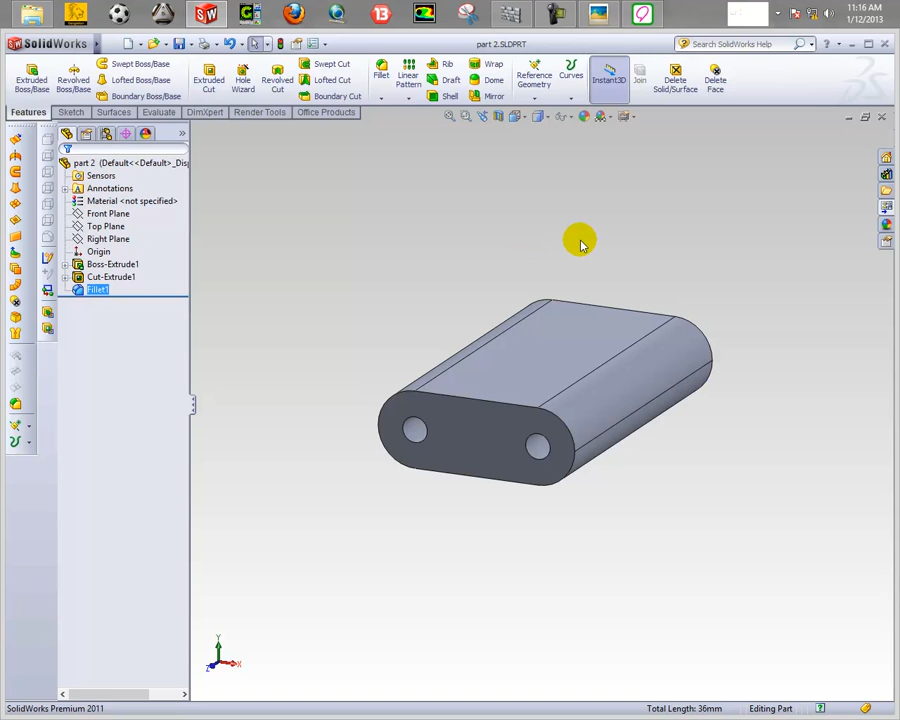 13
11:16 AM
1/12/2013
SolidWorks
part 2.SLDPRT
Search SolidWorks Help
Extruded Boss/Base
Revolved Boss/Base
Swept Boss/Base
Lofted Boss/Base
Boundary Boss/Base
Extruded Cut
Hole Wizard
Revolved Cut
Swept Cut
Lofted Cut
Boundary Cut
Fillet
Linear Pattern
Rib
Draft
Shell
Wrap
Dome
Mirror
Reference Geometry
Curves
Instant3D
Join
Delete Solid/Surface
Delete Face
Features
Sketch
Surfaces
Evaluate
DimXpert
Render Tools
Office Products
part 2 (Default<<Default>_Disp
Sensors
Annotations
Material <not specified>
Front Plane
Top Plane
Right Plane
Origin
Boss-Extrude1
Cut-Extrude1
Fillet1
Y
X
Z
SolidWorks Premium 2011
Total Length: 36mm
Editing Part